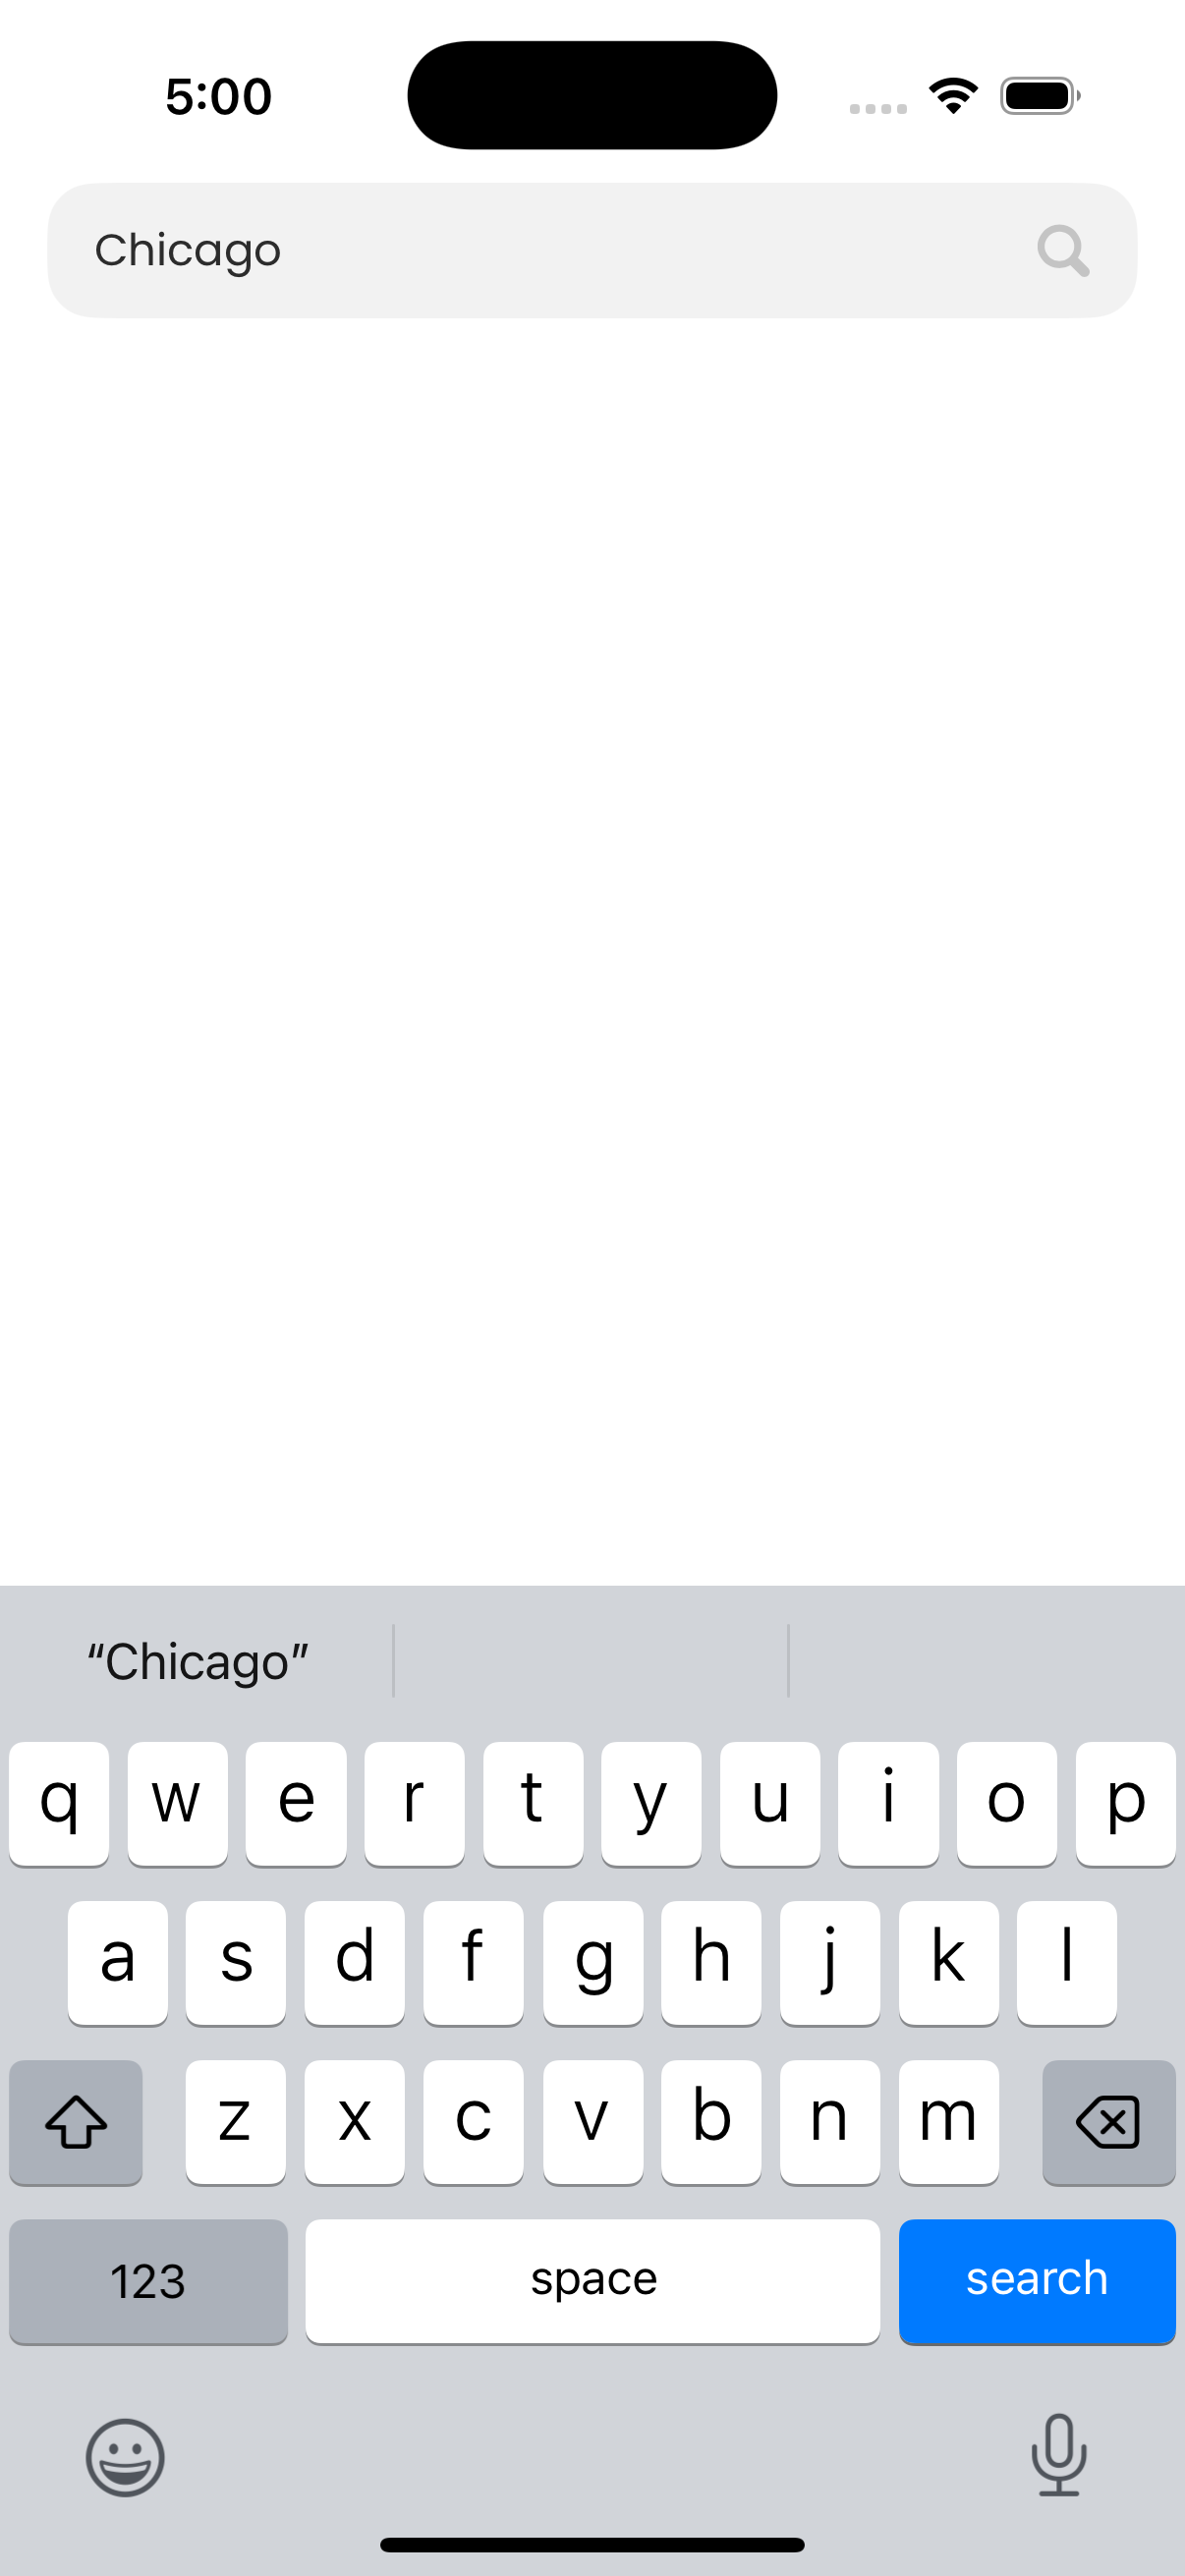 5:00
Chicago
“Chicago”
q w e r t y u i o p
a s d f g h j k l
z x c v b n m
123 space search